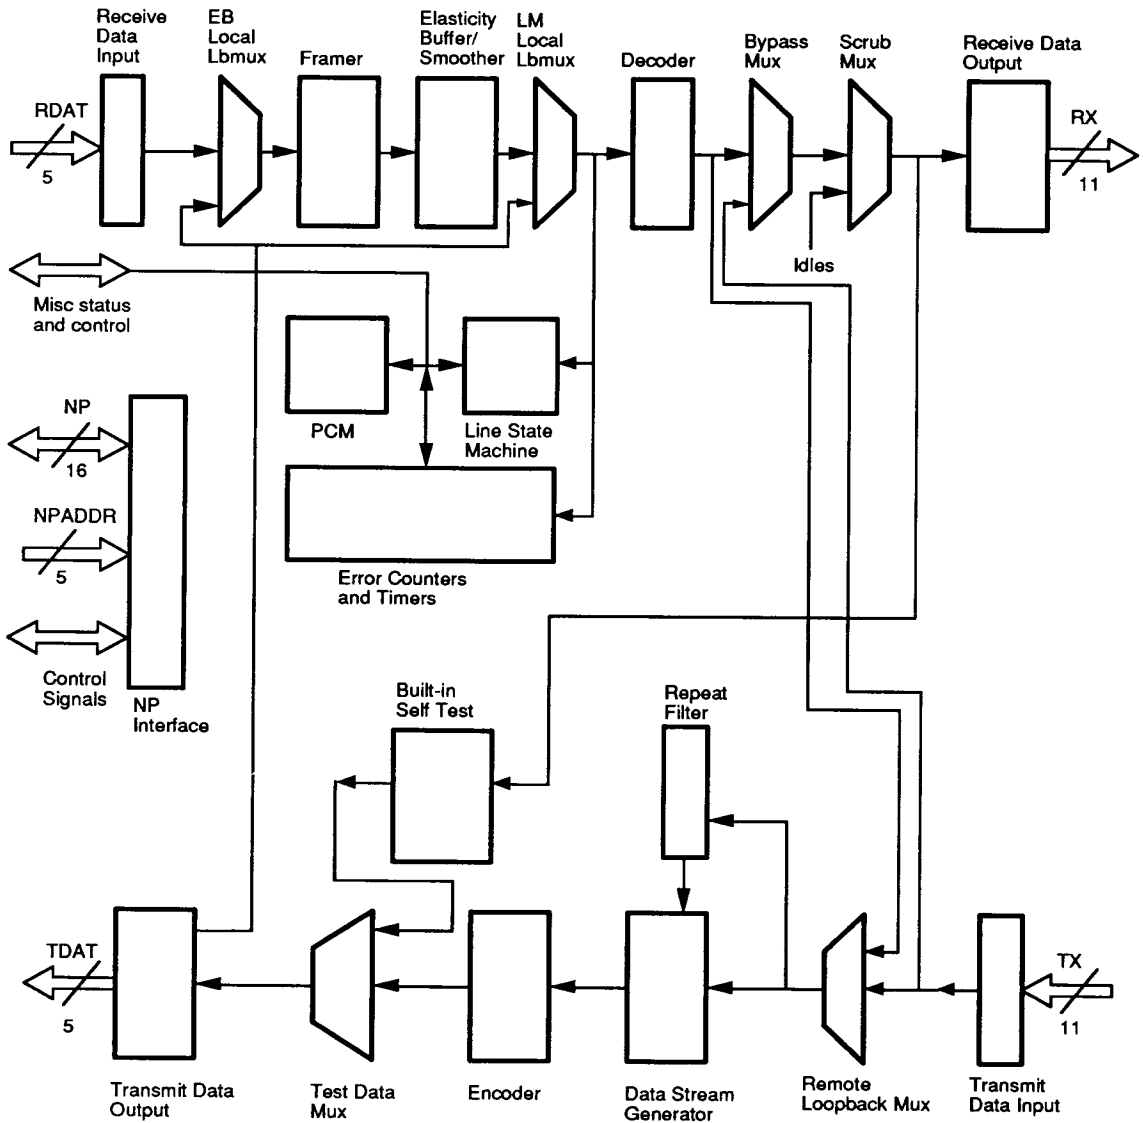 Receive
Data
Input
EB
Local
Lbmux
Framer
Elasticity
Buffer/
Smoother
LM
Local
Lbmux
Decoder
Bypass
Mux
Scrub
Mux
Receive Data
Output
RDAT
5
RX
11
Idles
Misc status
and control
PCM
Line State
Machine
NP
16
NPADDR
5
Error Counters
and Timers
Control
Signals
NP
Interface
Built-in
Self Test
Repeat
Filter
TDAT
5
TX
11
Transmit Data
Output
Test Data
Mux
Encoder
Data Stream
Generator
Remote
Loopback Mux
Transmit
Data Input